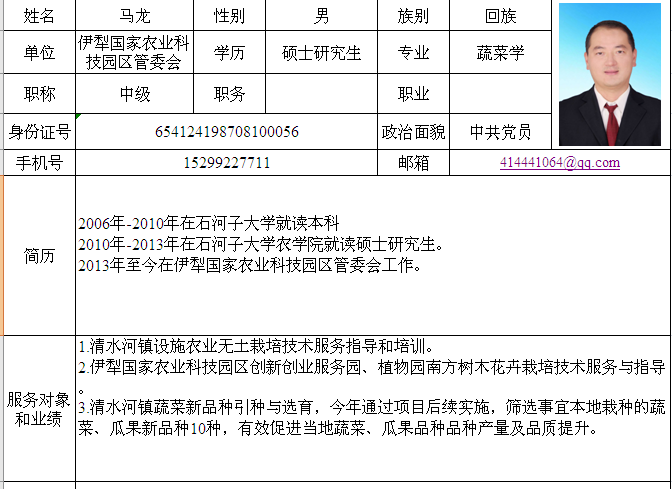 姓名 马龙 性别 男 族别 回族
单位 伊犁国家农业科技园区管委会 学历 硕士研究生 专业 蔬菜学
职称 中级 职务 职业
身份证号 654124198708100056 政治面貌 中共党员
手机号 15299227711 邮箱 414441064@qq.com
简历
2006年-2010年在石河子大学就读本科
2010年-2013年在石河子大学农学院就读硕士研究生。
2013年至今在伊犁国家农业科技园区管委会工作。
服务对象和业绩
1.清水河镇设施农业无土栽培技术服务指导和培训。
2.伊犁国家农业科技园区创新创业服务园、植物园南方树木花卉栽培技术服务与指导
。
3.清水河镇蔬菜新品种引种与选育，今年通过项目后续实施，筛选事宜本地栽种的蔬
菜、瓜果新品种10种，有效促进当地蔬菜、瓜果品种品种产量及品质提升。